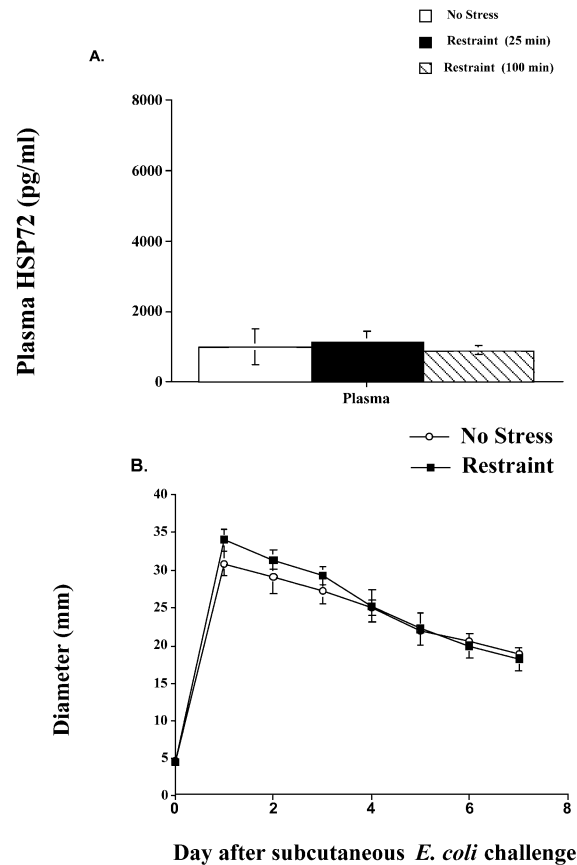 No Stress
Restraint (25 min)
Restraint (100 min)
A.
Plasma HSP72 (pg/ml)
8000
6000
4000
2000
0
Plasma
No Stress
Restraint
B.
Diameter (mm)
40
35
30
25
20
15
10
5
0
0 2 4 6 8
Day after subcutaneous E. coli challenge